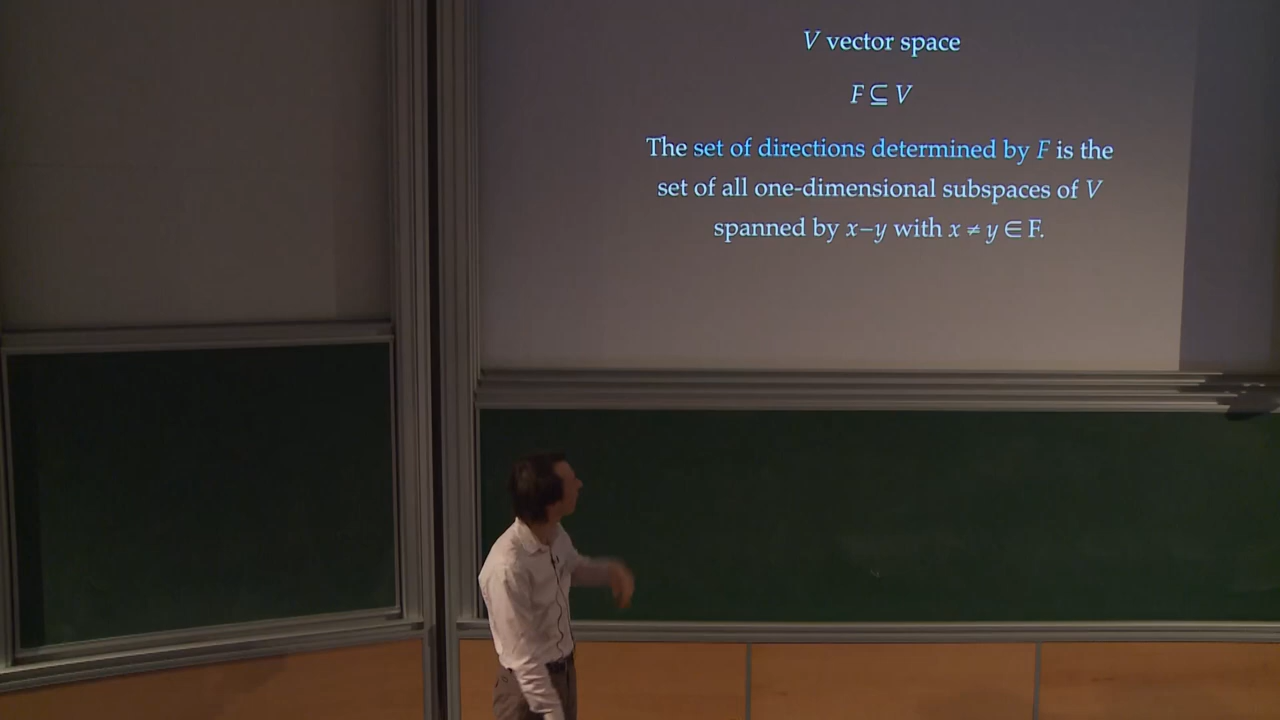 V vector space
F ⊆ V
The set of directions determined by F is the
set of all one-dimensional subspaces of V
spanned by x−y with x ≠ y ∈ F.